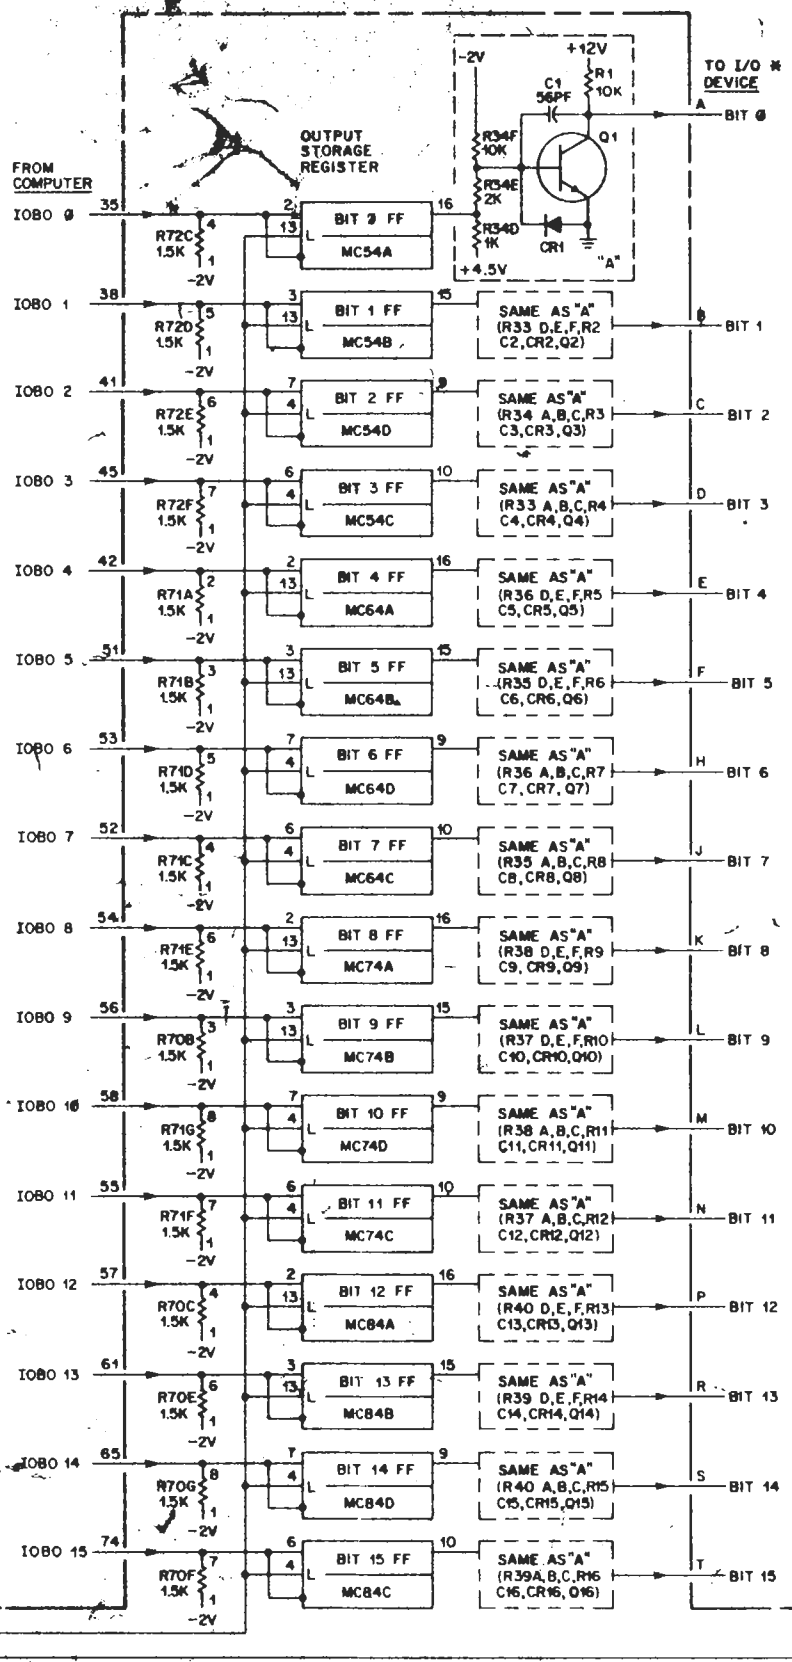 +12V
-2V
TO I/O *
DEVICE
C1
56PF
R1
10K
A
BIT 0
R34F
10K
Q1
OUTPUT
STORAGE
REGISTER
FROM
COMPUTER
R34E
2K
IOBO 0 35 2 BIT 0 FF 16
R72C 4 13 L
1.5K MC54A
R34D
1K
CR1
1
-2V
+4.5V
"A"
IOBO 1 38 3 BIT 1 FF 15 SAME AS "A" B
R72D 5 13 L (R33 D,E,F,R2 BIT 1
1.5K 1 MC54B C2,CR2,Q2)
-2V
IOBO 2 41 7 BIT 2 FF 9 SAME AS "A" C
R72E 6 4 L (R34 A,B,C,R3 BIT 2
1.5K 1 MC54D C3,CR3,Q3)
-2V
IOBO 3 45 6 BIT 3 FF 10 SAME AS "A" D
R72F 7 4 L (R33 A,B,C,R4 BIT 3
1.5K 1 MC54C C4,CR4,Q4)
-2V
IOBO 4 42 2 BIT 4 FF 16 SAME AS "A" E
R71A 2 13 L (R36 D,E,F,R5 BIT 4
1.5K 1 MC64A C5,CR5,Q5)
-2V
IOBO 5 51 3 BIT 5 FF 15 SAME AS "A" F
R71B 3 13 L (R35 D,E,F,R6 BIT 5
1.5K 1 MC64B C6,CR6,Q6)
-2V
IOBO 6 53 7 BIT 6 FF 9 SAME AS "A" H
R71D 5 4 L (R36 A,B,C,R7 BIT 6
1.5K 1 MC64D C7,CR7,Q7)
-2V
IOBO 7 52 6 BIT 7 FF 10 SAME AS "A" J
R71C 4 4 L (R35 A,B,C,R8 BIT 7
1.5K 1 MC64C C8,CR8,Q8)
-2V
IOBO 8 54 2 BIT 8 FF 16 SAME AS "A" K
R71E 6 13 L (R38 D,E,F,R9 BIT 8
1.5K 1 MC74A C9,CR9,Q9)
-2V
IOBO 9 56 3 BIT 9 FF 15 SAME AS "A" L
R70B 3 13 L (R37 D,E,F,R10 BIT 9
1.5K 1 MC74B C10,CR10,Q10)
-2V
IOBO 10 58 7 BIT 10 FF 9 SAME AS "A" M
R71G 8 4 L (R38 A,B,C,R11 BIT 10
1.5K 1 MC74D C11,CR11,Q11)
-2V
IOBO 11 55 6 BIT 11 FF 10 SAME AS "A" N
R71F 7 4 L (R37 A,B,C,R12 BIT 11
1.5K 1 MC74C C12,CR12,Q12)
-2V
IOBO 12 57 2 BIT 12 FF 16 SAME AS "A" P
R70C 4 13 L (R40 D,E,F,R13 BIT 12
1.5K 1 MC84A C13,CR13,Q13)
-2V
IOBO 13 61 3 BIT 13 FF 15 SAME AS "A" R
R70E 6 13 L (R39 D,E,F,R14 BIT 13
1.5K 1 MC84B C14,CR14,Q14)
-2V
IOBO 14 65 7 BIT 14 FF 9 SAME AS "A" S
R70G 8 4 L (R40 A,B,C,R15 BIT 14
1.5K 1 MC84D C15,CR15,Q15)
-2V
IOBO 15 74 6 BIT 15 FF 10 SAME AS "A" T
R70F 7 4 L (R39A,B,C,R16 BIT 15
1.5K 1 MC84C C16,CR16,Q16)
-2V